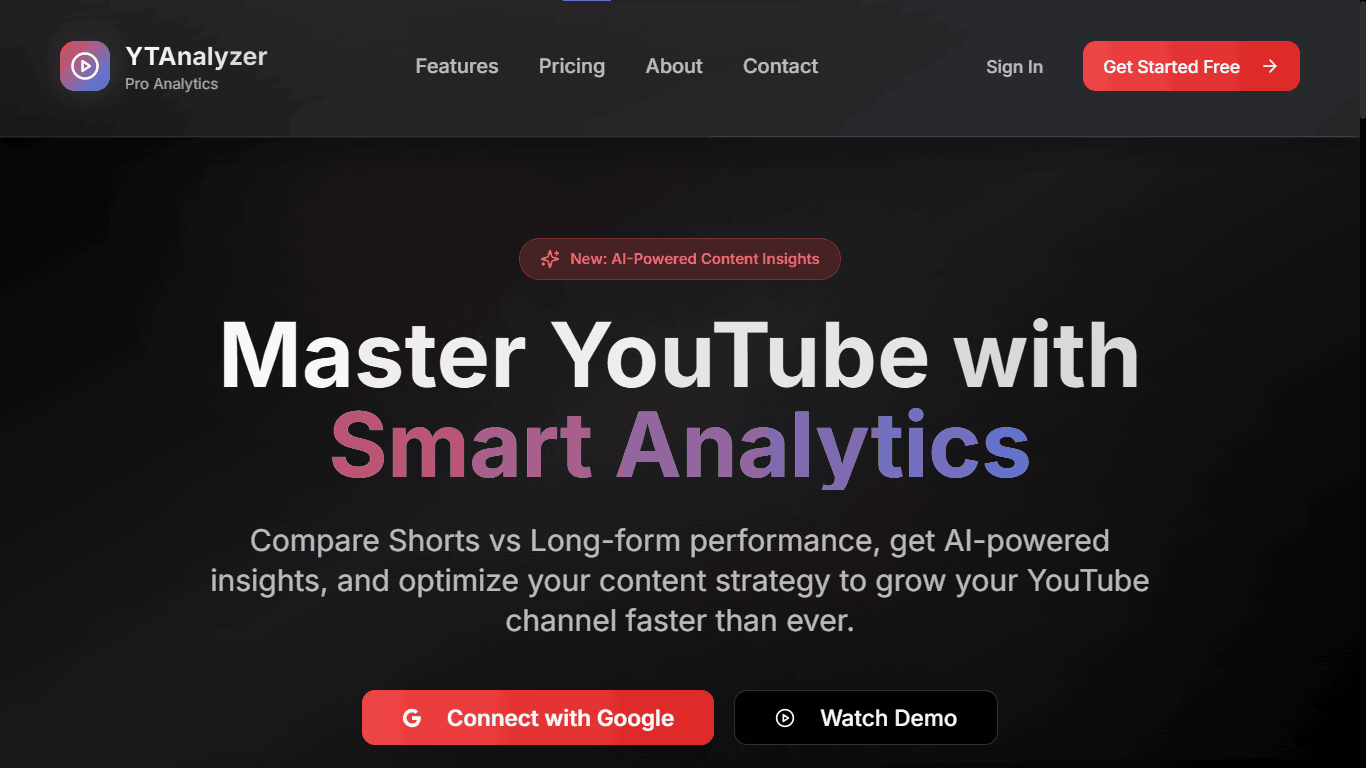 YTAnalyzer
Pro Analytics
Features
Pricing
About
Contact
Sign In
Get Started Free
New: AI-Powered Content Insights
Master YouTube with
Smart Analytics
Compare Shorts vs Long-form performance, get AI-powered
insights, and optimize your content strategy to grow your YouTube
channel faster than ever.
Connect with Google
Watch Demo